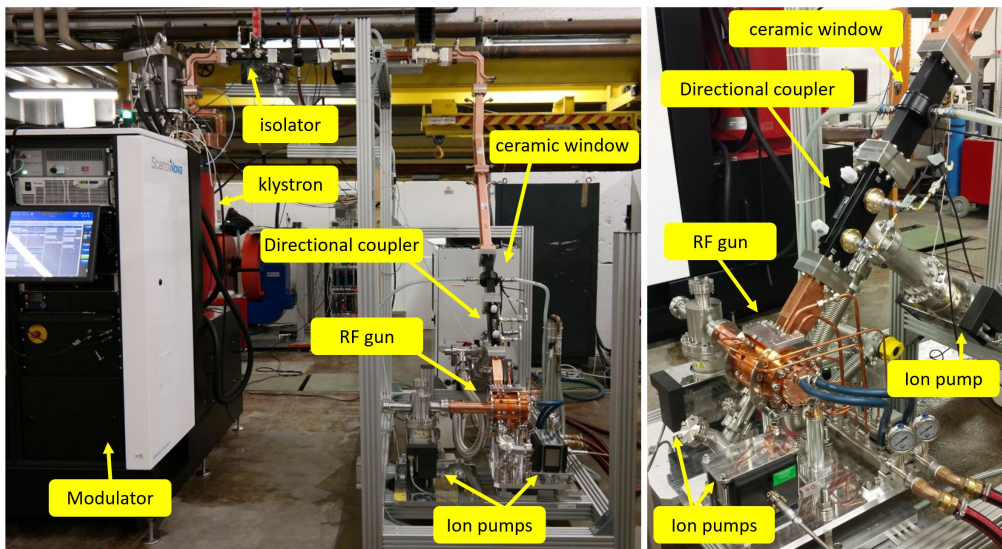 isolator
ceramic window
klystron
Directional coupler
RF gun
Modulator
Ion pumps
ScandiNova
ceramic window
Directional coupler
RF gun
Ion pump
Ion pumps